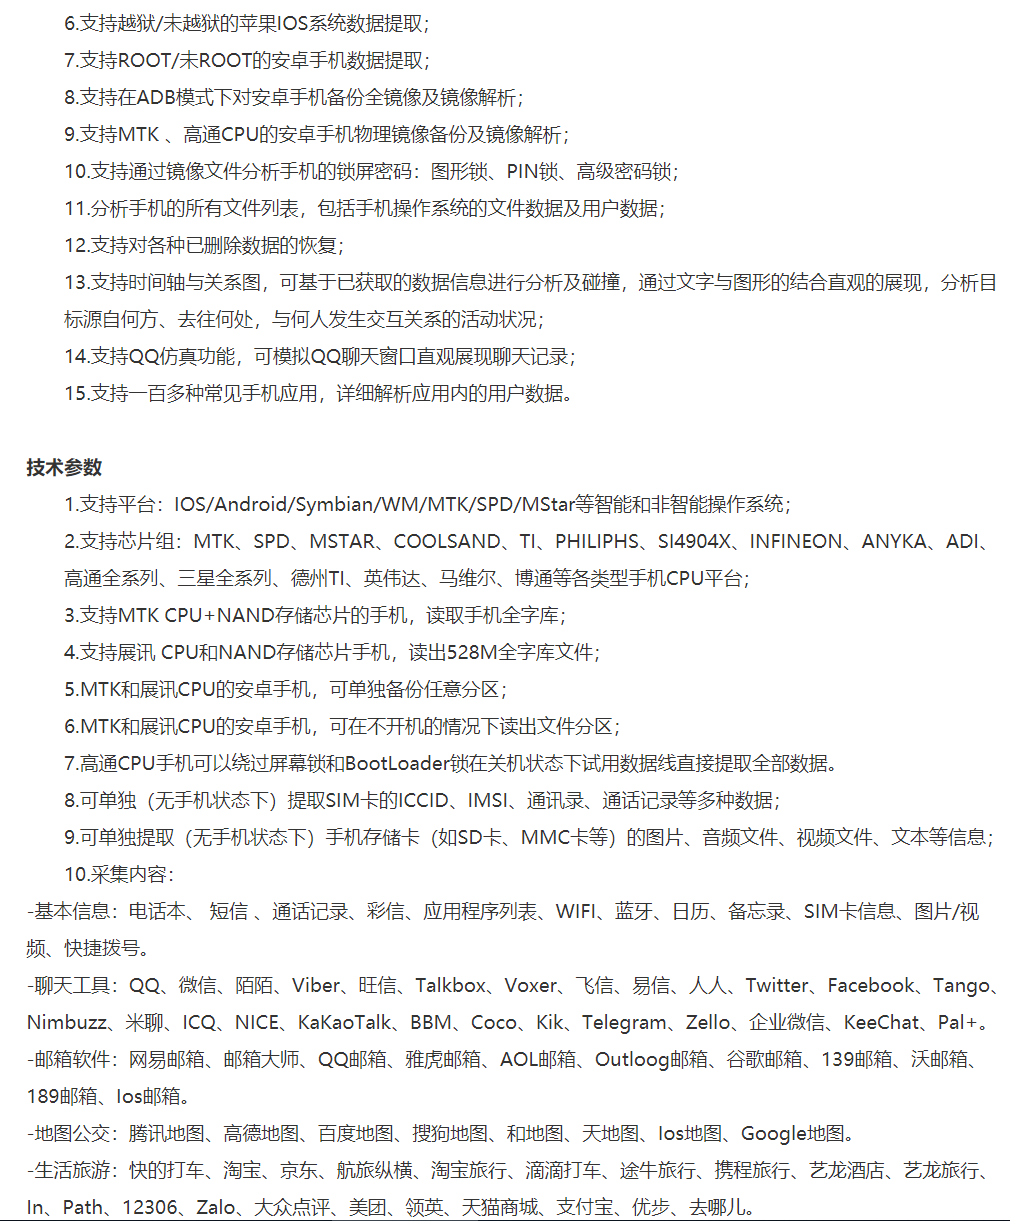 6.支持越狱/未越狱的苹果IOS系统数据提取；
7.支持ROOT/未ROOT的安卓手机数据提取；
8.支持在ADB模式下对安卓手机备份全镜像及镜像解析；
9.支持MTK 、高通CPU的安卓手机物理镜像备份及镜像解析；
10.支持通过镜像文件分析手机的锁屏密码：图形锁、PIN锁、高级密码锁；
11.分析手机的所有文件列表，包括手机操作系统的文件数据及用户数据；
12.支持对各种已删除数据的恢复；
13.支持时间轴与关系图，可基于已获取的数据信息进行分析及碰撞，通过文字与图形的结合直观的展现，分析目
标源自何方、去往何处，与何人发生交互关系的活动状况；
14.支持QQ仿真功能，可模拟QQ聊天窗口直观展现聊天记录；
15.支持一百多种常见手机应用，详细解析应用内的用户数据。
技术参数
1.支持平台：IOS/Android/Symbian/WM/MTK/SPD/MStar等智能和非智能操作系统；
2.支持芯片组：MTK、SPD、MSTAR、COOLSAND、TI、PHILIPHS、SI4904X、INFINEON、ANYKA、ADI、
高通全系列、三星全系列、德州TI、英伟达、马维尔、博通等各类型手机CPU平台；
3.支持MTK CPU+NAND存储芯片的手机，读取手机全字库；
4.支持展讯 CPU和NAND存储芯片手机，读出528M全字库文件；
5.MTK和展讯CPU的安卓手机，可单独备份任意分区；
6.MTK和展讯CPU的安卓手机，可在不开机的情况下读出文件分区；
7.高通CPU手机可以绕过屏幕锁和BootLoader锁在关机状态下试用数据线直接提取全部数据。
8.可单独（无手机状态下）提取SIM卡的ICCID、IMSI、通讯录、通话记录等多种数据；
9.可单独提取（无手机状态下）手机存储卡（如SD卡、MMC卡等）的图片、音频文件、视频文件、文本等信息；
10.采集内容：
-基本信息：电话本、 短信 、通话记录、彩信、应用程序列表、WIFI、蓝牙、日历、备忘录、SIM卡信息、图片/视
频、快捷拨号。
-聊天工具：QQ、微信、陌陌、Viber、旺信、Talkbox、Voxer、飞信、易信、人人、Twitter、Facebook、Tango、
Nimbuzz、米聊、ICQ、NICE、KaKaoTalk、BBM、Coco、Kik、Telegram、Zello、企业微信、KeeChat、Pal+。
-邮箱软件：网易邮箱、邮箱大师、QQ邮箱、雅虎邮箱、AOL邮箱、Outloog邮箱、谷歌邮箱、139邮箱、沃邮箱、
189邮箱、Ios邮箱。
-地图公交：腾讯地图、高德地图、百度地图、搜狗地图、和地图、天地图、Ios地图、Google地图。
-生活旅游：快的打车、淘宝、京东、航旅纵横、淘宝旅行、滴滴打车、途牛旅行、携程旅行、艺龙酒店、艺龙旅行、
In、Path、12306、Zalo、大众点评、美团、领英、天猫商城、支付宝、优步、去哪儿。